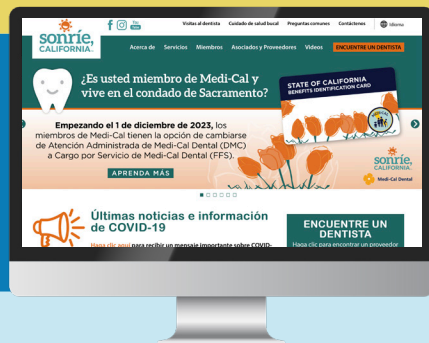 sonríe,
CALIFORNIA
Visitas al dentista Cuidado de salud bucal Preguntas comunes Contáctenos Idioma
Acerca de Servicios Miembros Asociados y Proveedores Videos ENCUENTRE UN DENTISTA
¿Es usted miembro de Medi-Cal y
vive en el condado de Sacramento?
STATE OF CALIFORNIA
BENEFITS IDENTIFICATION CARD
Empezando el 1 de diciembre de 2023, los
miembros de Medi-Cal tienen la opción de cambiarse
de Atención Administrada de Medi-Cal Dental (DMC)
a Cargo por Servicio de Medi-Cal Dental (FFS).
APRENDA MÁS
sonríe,
CALIFORNIA
Medi-Cal Dental
Últimas noticias e información
de COVID-19
Haga clic aquí para recibir un mensaje importante sobre COVID-
ENCUENTRE UN
DENTISTA
Haga clic para encontrar un proveedor